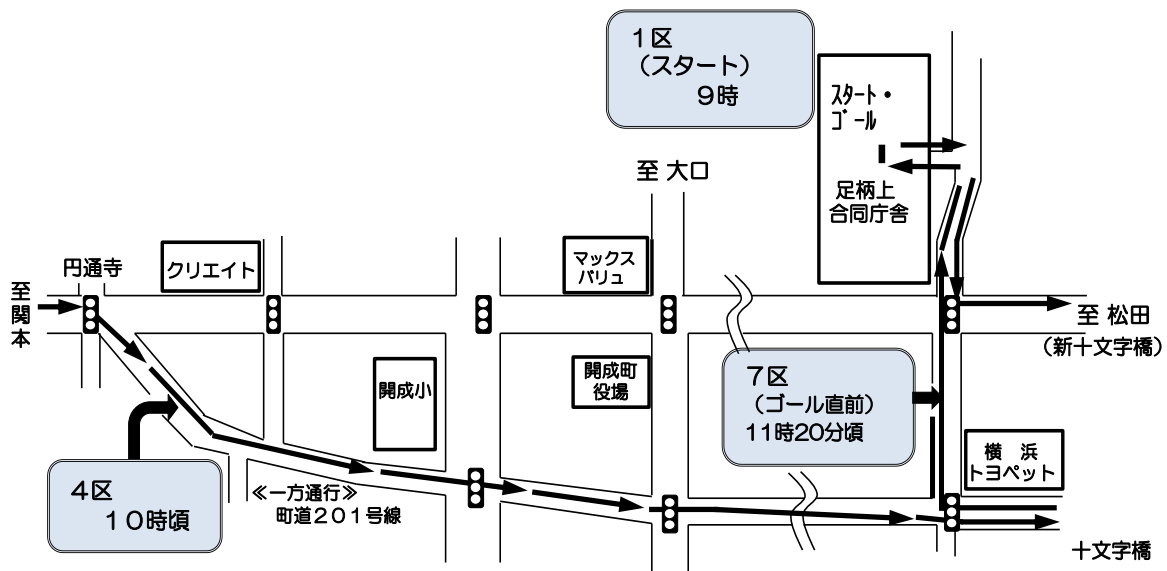 1区
(スタート)
9時
スタート・
ゴール
足柄上
合同庁舎
至 大口
円通寺
クリエイト
マックス
バリュ
至関本
至 松田
(新十文字橋)
開成小
開成町
役場
7区
(ゴール直前)
11時20分頃
横 浜
トヨペット
4区
10時頃
≪一方通行≫
町道201号線
十文字橋